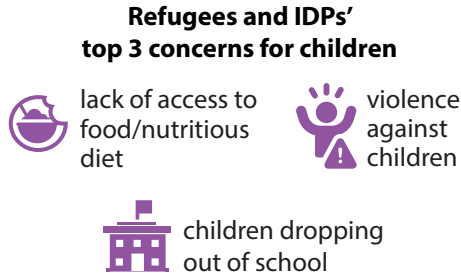 Refugees and IDPs’
top 3 concerns for children
lack of access to
food/nutritious
diet
violence
against
children
children dropping
out of school